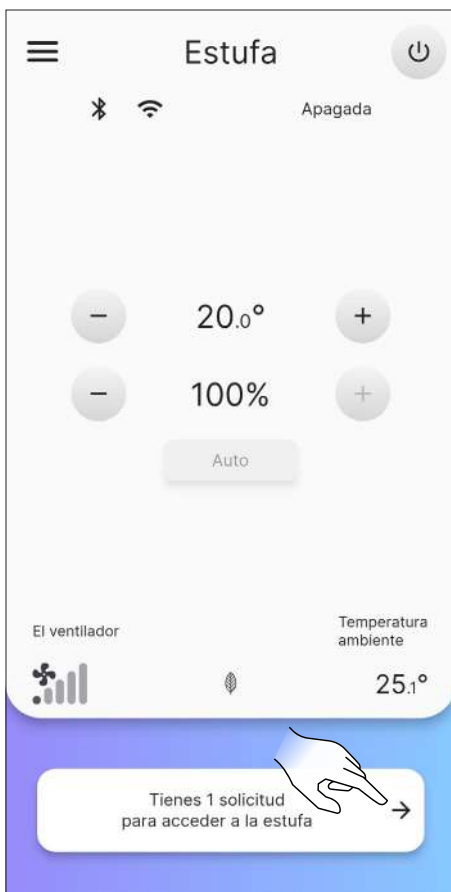 Estufa
Apagada
− 20.0° +
− 100% +
Auto
El ventilador
Temperatura
ambiente
25.1°
Tienes 1 solicitud
para acceder a la estufa